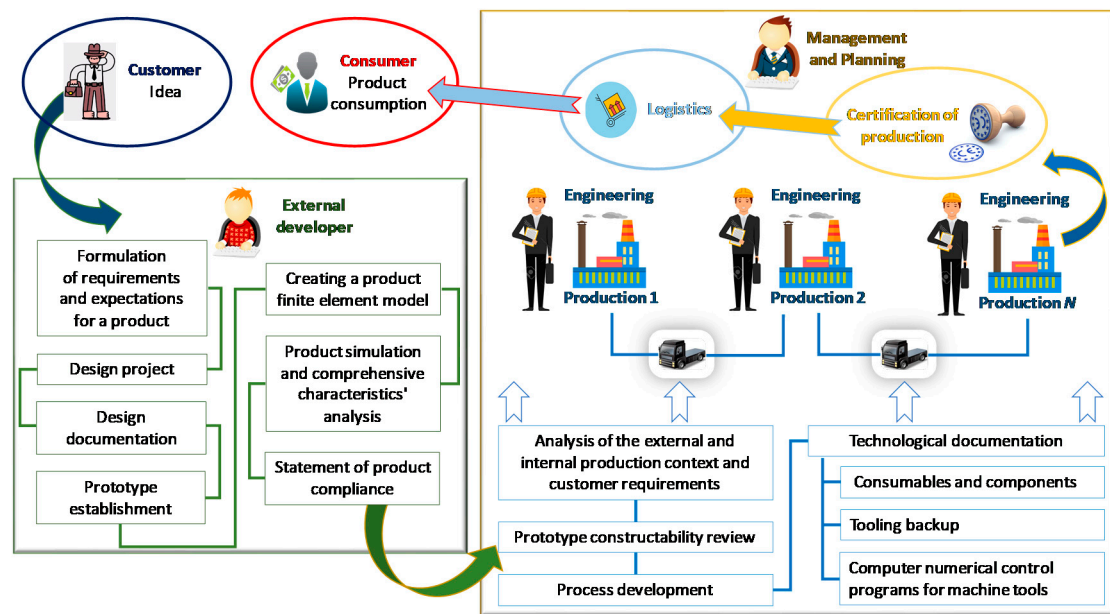 Customer
Idea
Consumer
Product
consumption
Management
and Planning
Logistics
Certification of
production
External
developer
Formulation
of requirements
and expectations
for a product
Design project
Design
documentation
Prototype
establishment
Creating a product
finite element model
Product simulation
and comprehensive
characteristics'
analysis
Statement of product
compliance
Engineering
Production 1
Engineering
Production 2
Engineering
Production N
Analysis of the external and
internal production context and
customer requirements
Prototype constructability review
Process development
Technological documentation
Consumables and components
Tooling backup
Computer numerical control
programs for machine tools